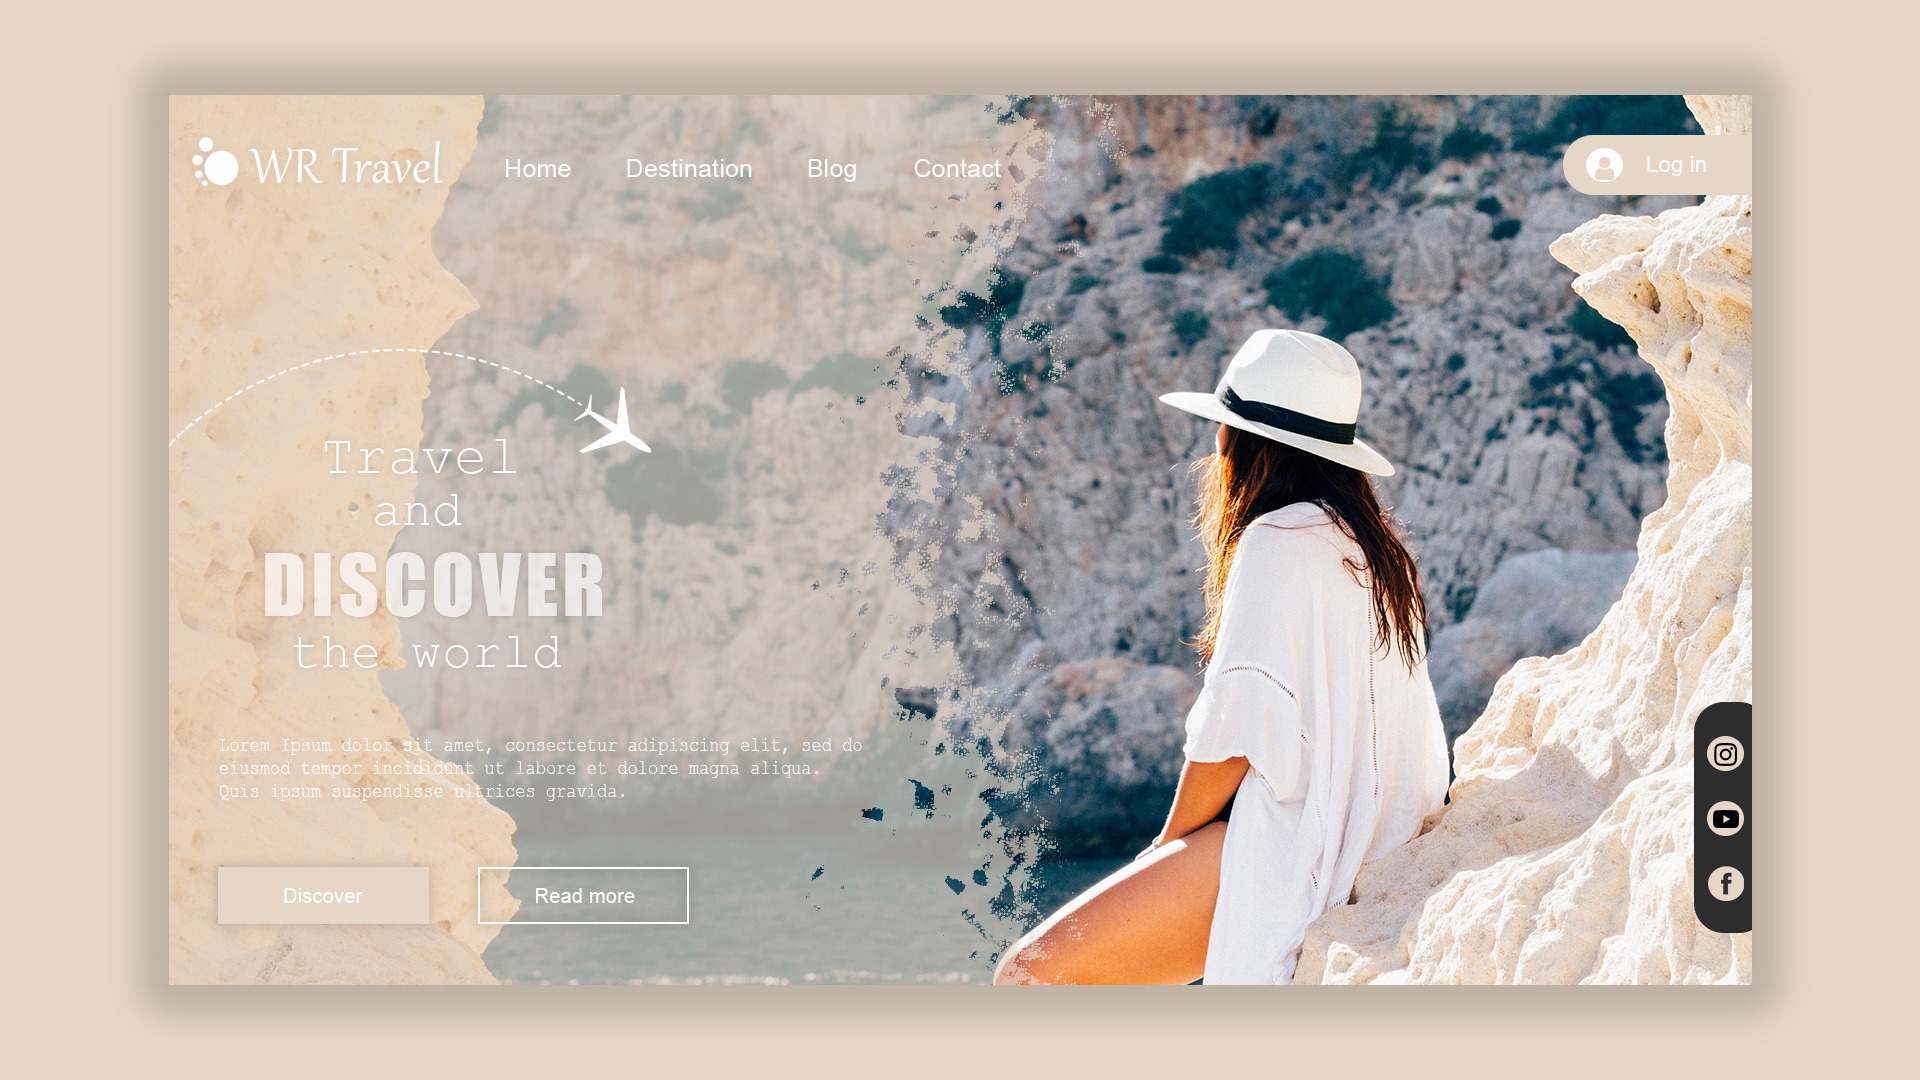 WR Travel
Home
Destination
Blog
Contact
Log in
Travel
and
DISCOVER
the world
Lorem Ipsum dolor sit amet, consectetur adipiscing elit, sed do
eiusmod tempor incididunt ut labore et dolore magna aliqua.
Quis ipsum suspendisse ultrices gravida.
Discover
Read more